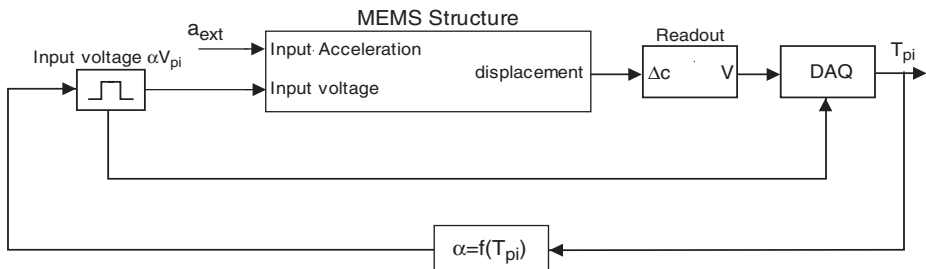 MEMS Structure
a_ext
Input Acceleration
Input voltage αV_pi
Input voltage
displacement
Readout
Δc V
DAQ
T_pi
α=f(T_pi)